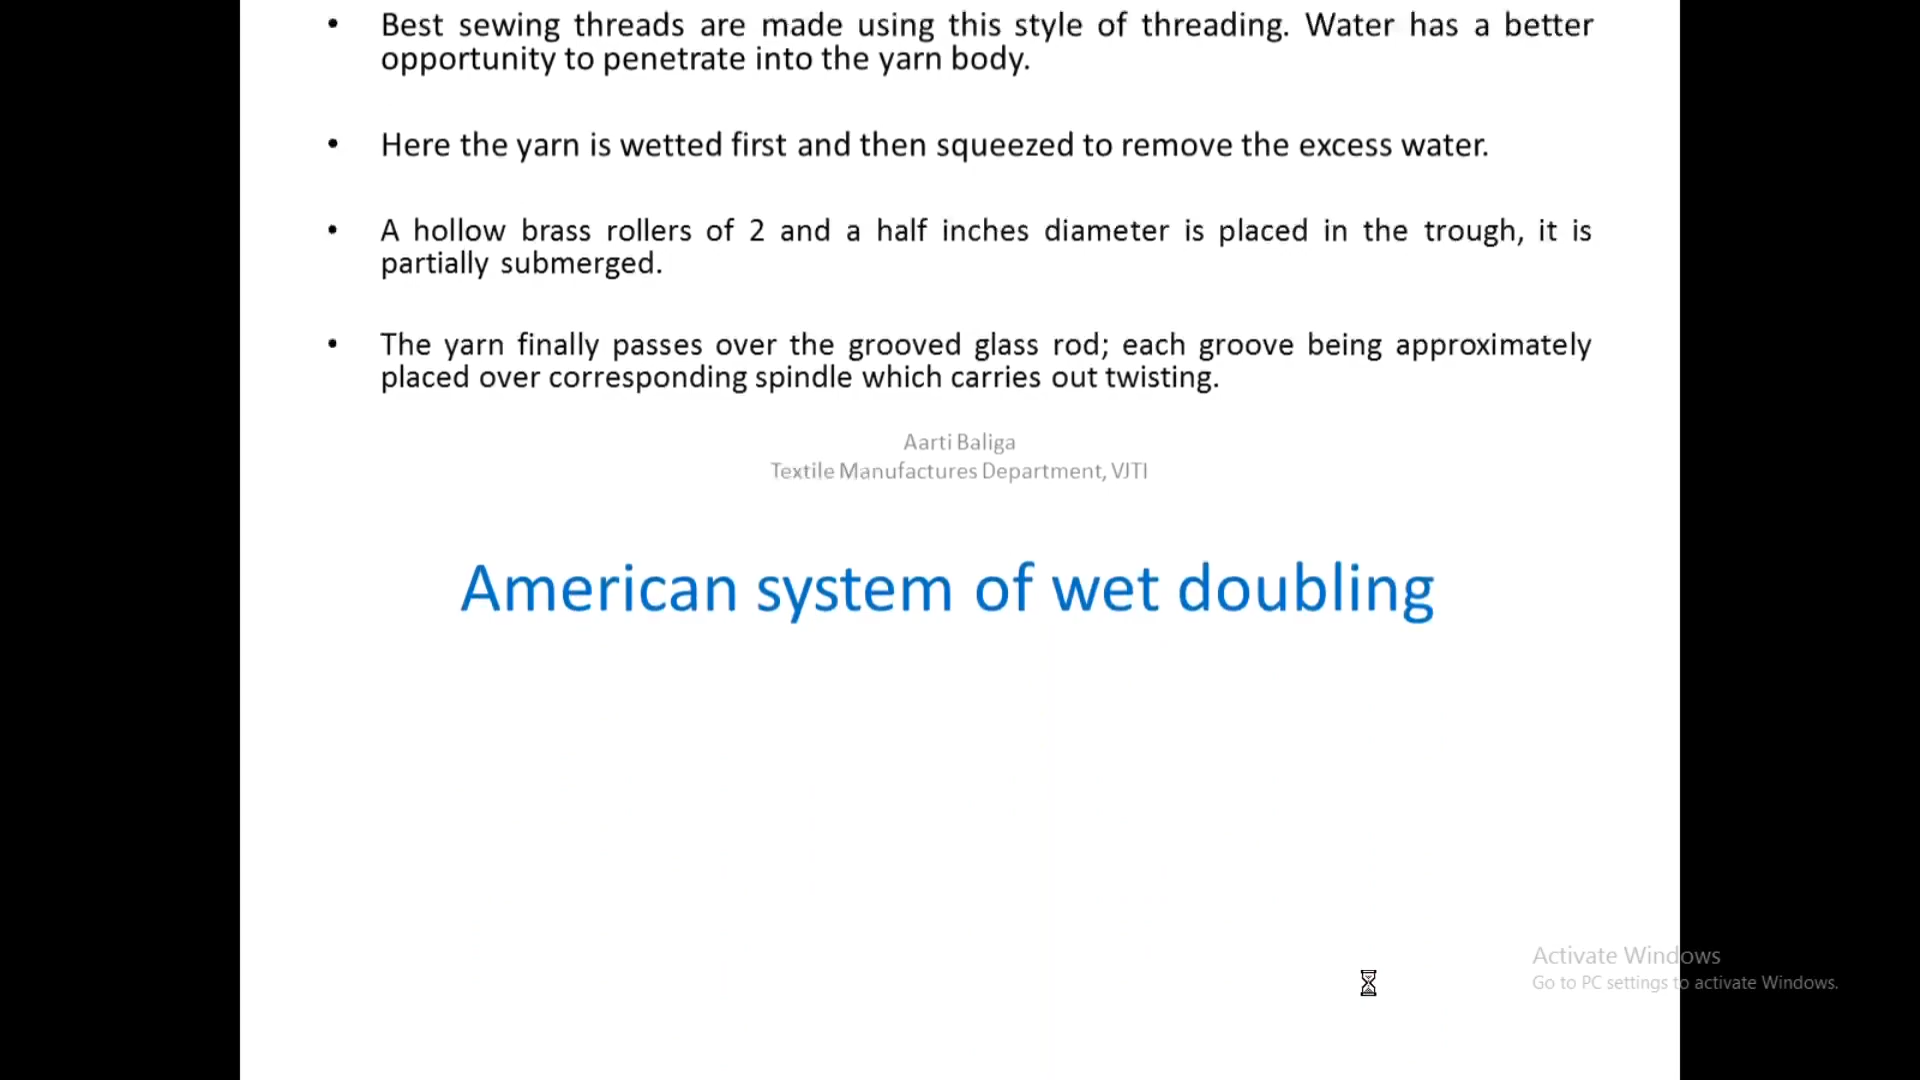 • Best sewing threads are made using this style of threading. Water has a better
opportunity to penetrate into the yarn body.
• Here the yarn is wetted first and then squeezed to remove the excess water.
• A hollow brass rollers of 2 and a half inches diameter is placed in the trough, it is
partially submerged.
• The yarn finally passes over the grooved glass rod; each groove being approximately
placed over corresponding spindle which carries out twisting.
Aarti Baliga
Textile Manufactures Department, VJTI
American system of wet doubling
Activate Windows
Go to PC settings to activate Windows.